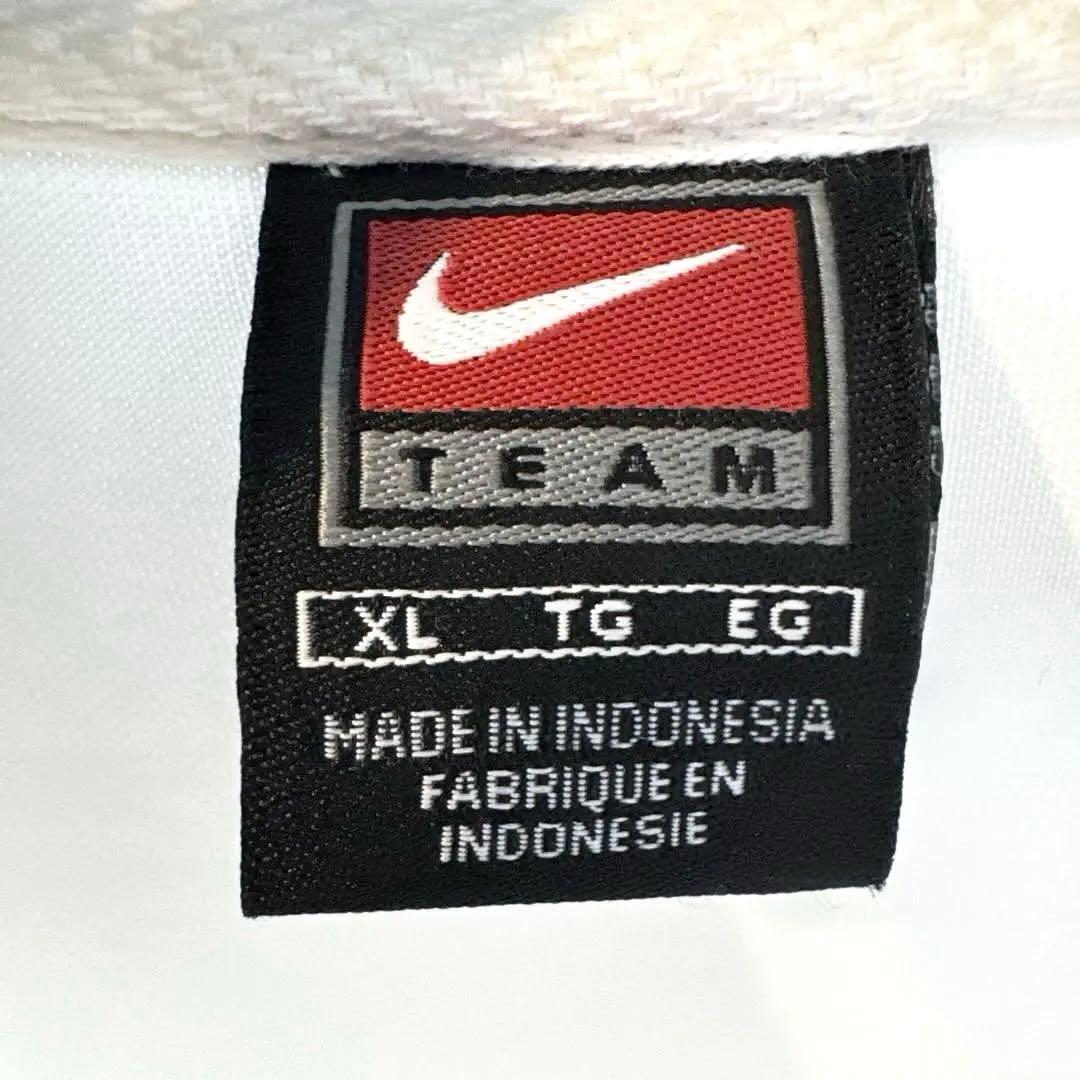 TEAM
XL TG EG
MADE IN INDONESIA
FABRIQUE EN
INDONESIE